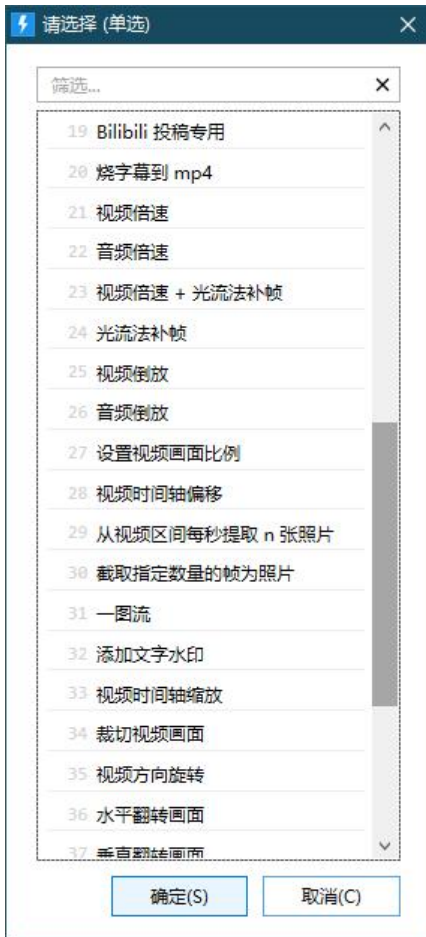 请选择 (单选)
筛选...
19 Bilibili 投稿专用
20 烧字幕到 mp4
21 视频倍速
22 音频倍速
23 视频倍速 + 光流法补帧
24 光流法补帧
25 视频倒放
26 音频倒放
27 设置视频画面比例
28 视频时间轴偏移
29 从视频区间每秒提取 n 张照片
30 截取指定数量的帧为照片
31 一图流
32 添加文字水印
33 视频时间轴缩放
34 裁切视频画面
35 视频方向旋转
36 水平翻转画面
37 垂直翻转画面
确定(S) 取消(C)